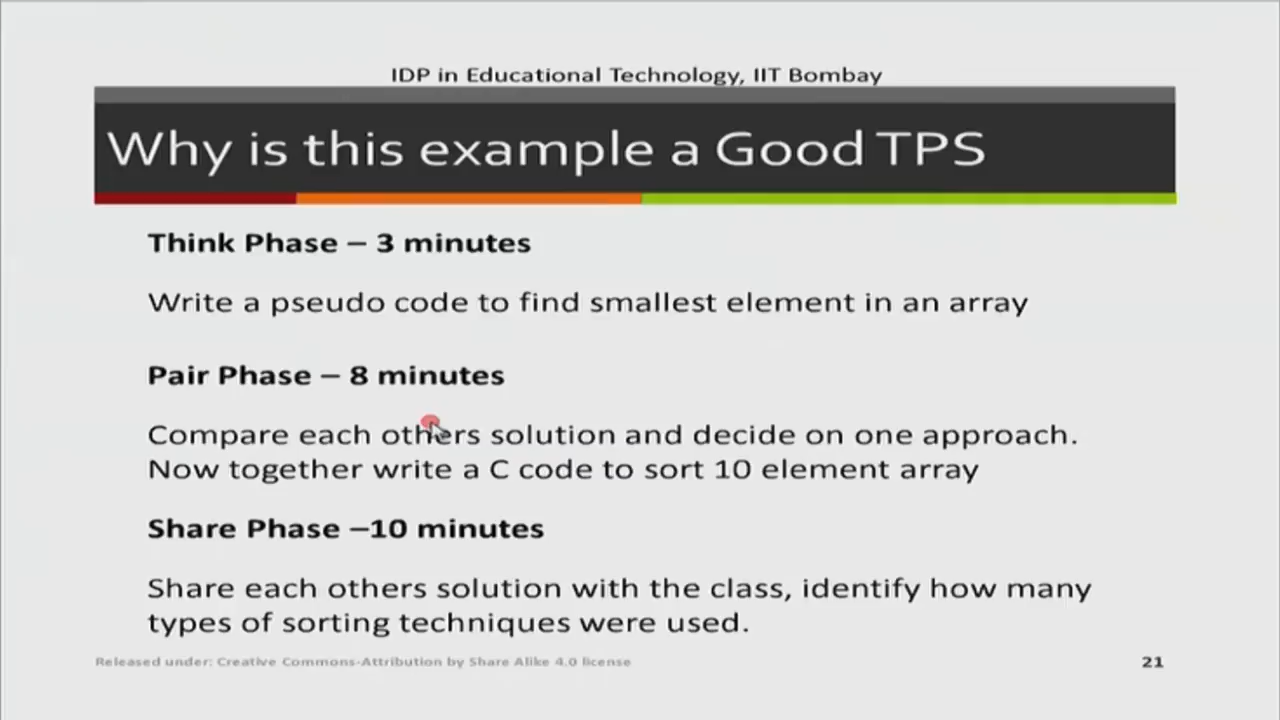 IDP in Educational Technology, IIT Bombay
Why is this example a Good TPS
Think Phase – 3 minutes
Write a pseudo code to find smallest element in an array
Pair Phase – 8 minutes
Compare each others solution and decide on one approach.
Now together write a C code to sort 10 element array
Share Phase –10 minutes
Share each others solution with the class, identify how many
types of sorting techniques were used.
Released under: Creative Commons-Attribution by Share Alike 4.0 license
21